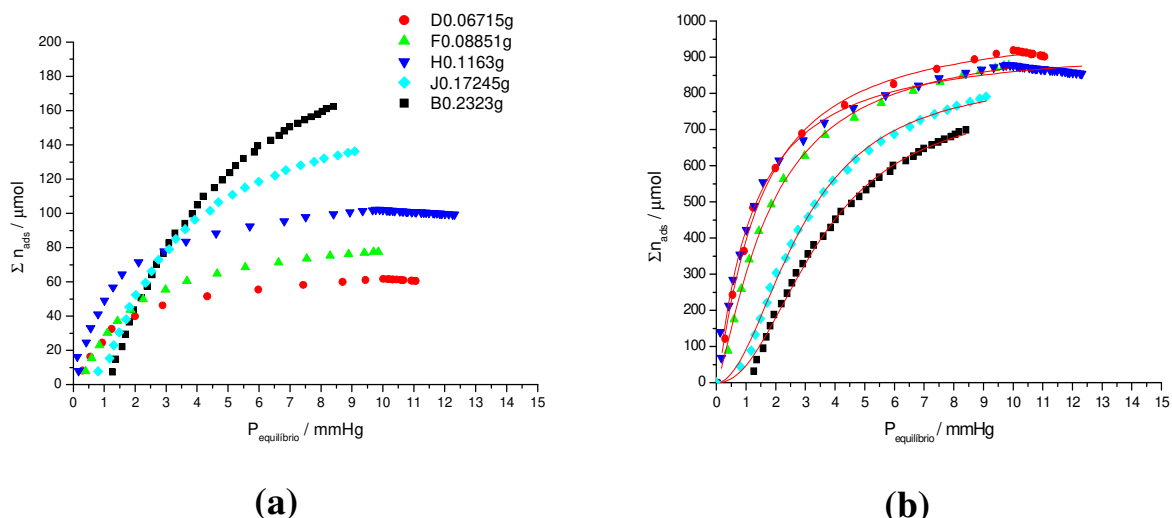 D0.06715g
F0.08851g
H0.1163g
J0.17245g
B0.2323g
200
180
160
140
120
100
80
60
40
20
0
Σ n_ads / μmol
0 1 2 3 4 5 6 7 8 9 10 11 12 13 14 15
P_equilíbrio / mmHg
(a)
1000
900
800
700
600
500
400
300
200
100
0
Σ n_ads / μmol
0 1 2 3 4 5 6 7 8 9 10 11 12 13 14 15
P_equilíbrio / mmHg
(b)